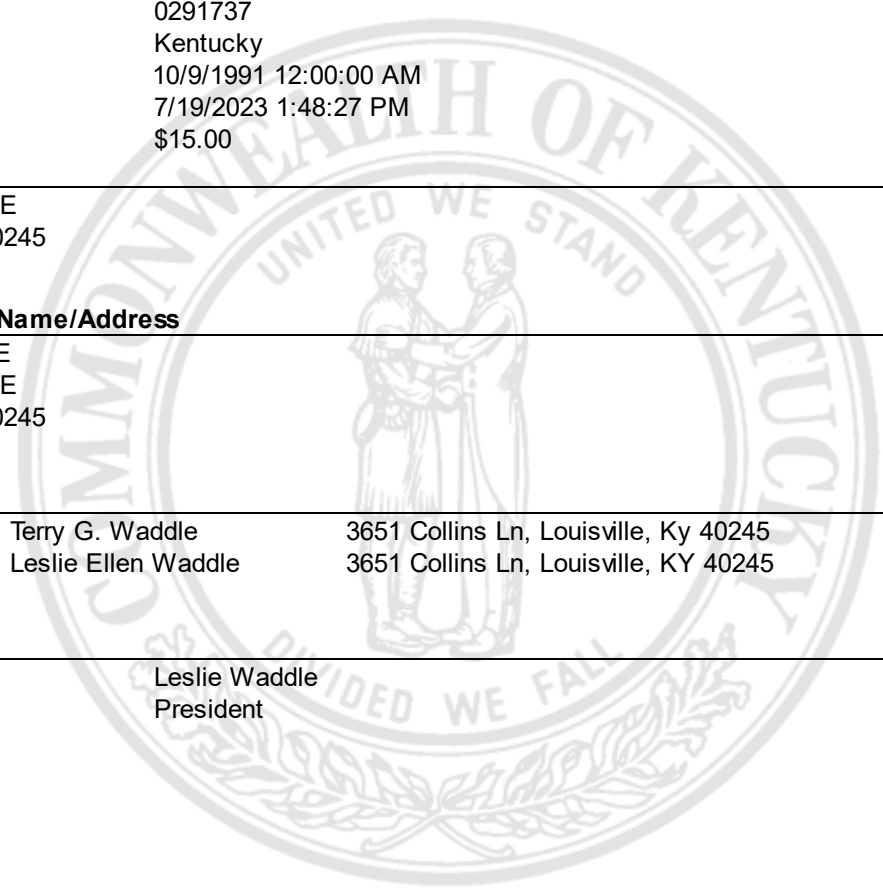 0291737
Kentucky
10/9/1991 12:00:00 AM
7/19/2023 1:48:27 PM
$15.00
E
0245
Name/Address
E
E
0245
Terry G. Waddle 3651 Collins Ln, Louisville, Ky 40245
Leslie Ellen Waddle 3651 Collins Ln, Louisville, KY 40245
Leslie Waddle
President
COMMONWEALTH OF KENTUCKY
UNITED WE STAND
DIVIDED WE FALL